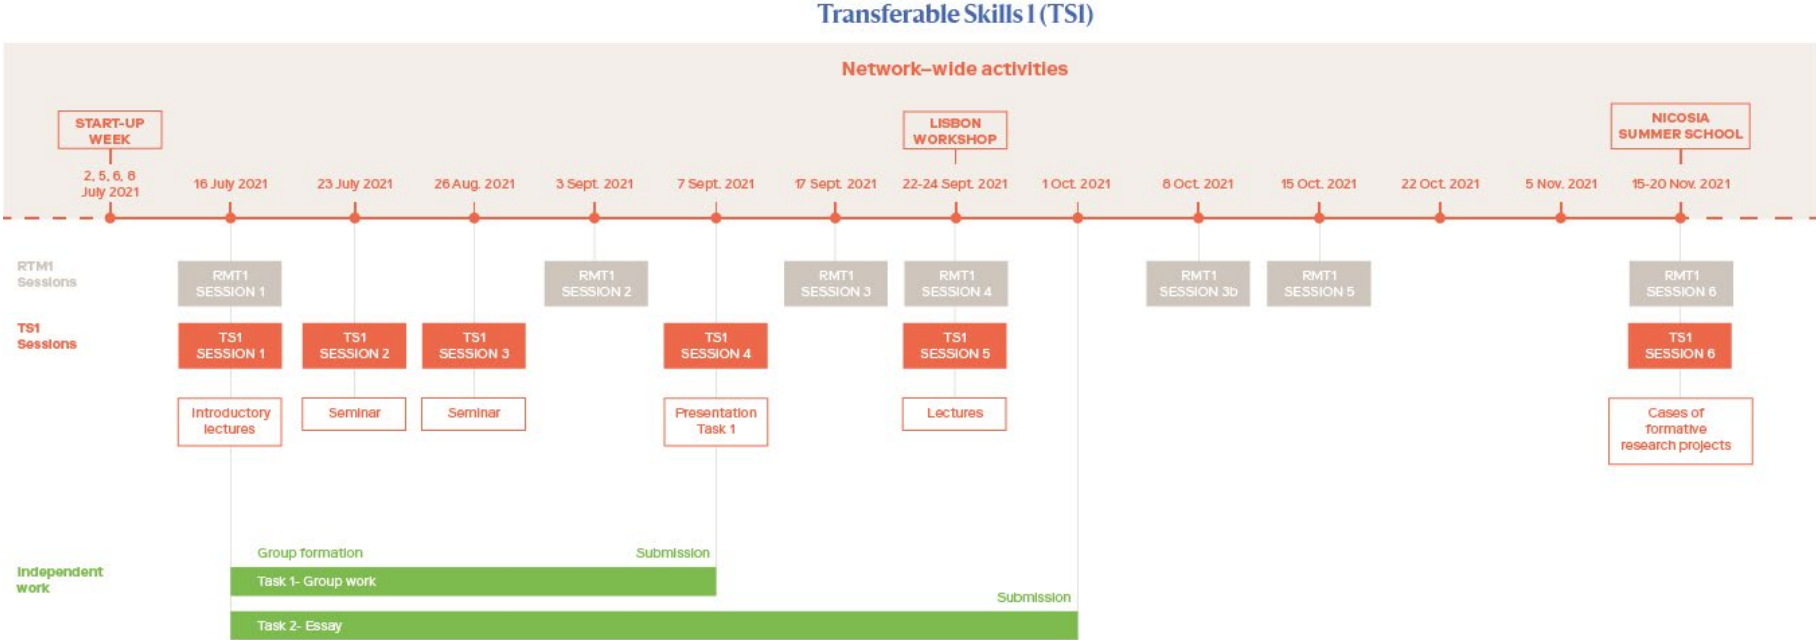 Transferable Skills 1 (TS1)
Network–wide activities
START-UP
WEEK
LISBON
WORKSHOP
NICOSIA
SUMMER SCHOOL
2, 5, 6, 8
July 2021
16 July 2021
23 July 2021
26 Aug. 2021
3 Sept. 2021
7 Sept. 2021
17 Sept. 2021
22-24 Sept. 2021
1 Oct. 2021
8 Oct. 2021
15 Oct. 2021
22 Oct. 2021
5 Nov. 2021
15-20 Nov. 2021
RTM1
Sessions
RMT1
SESSION 1
RMT1
SESSION 2
RMT1
SESSION 3
RMT1
SESSION 4
RMT1
SESSION 3b
RMT1
SESSION 5
RMT1
SESSION 6
TS1
Sessions
TS1
SESSION 1
TS1
SESSION 2
TS1
SESSION 3
TS1
SESSION 4
TS1
SESSION 5
TS1
SESSION 6
Introductory
lectures
Seminar
Seminar
Presentation
Task 1
Lectures
Cases of
formative
research projects
Independent
work
Group formation
Submission
Task 1- Group work
Submission
Task 2- Essay